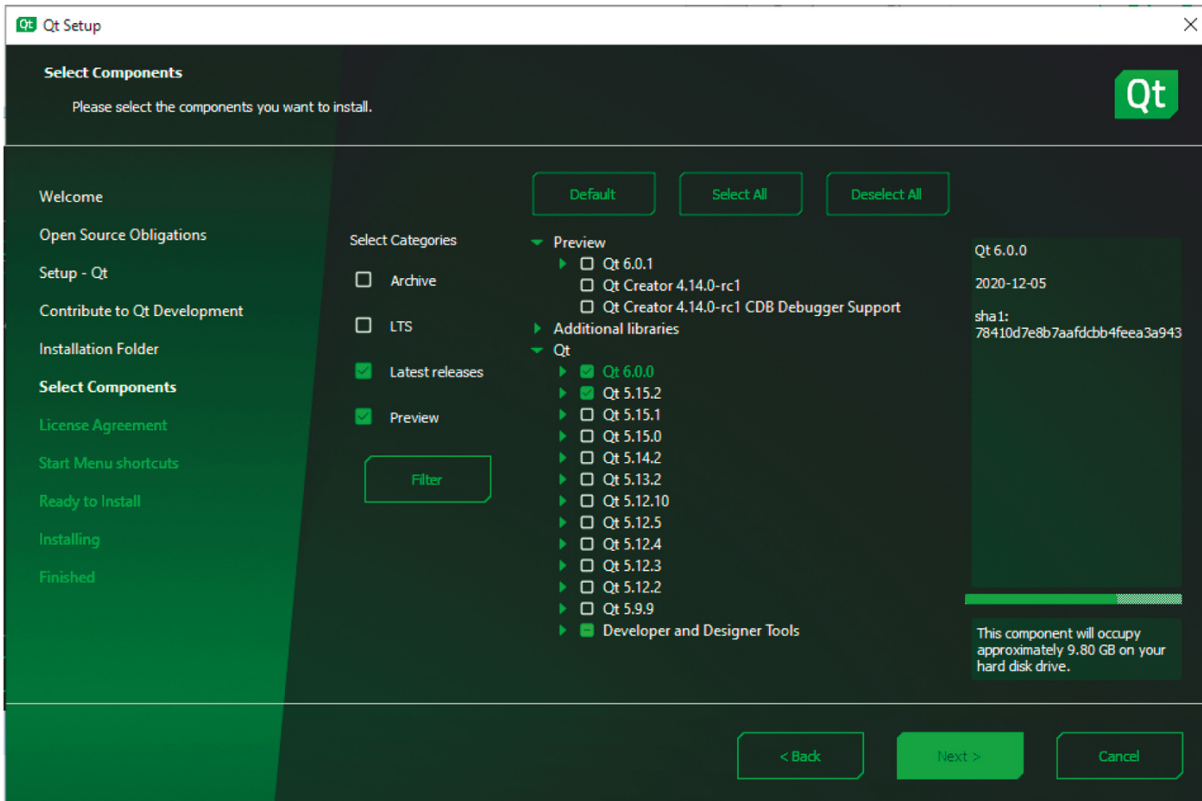 Qt Qt Setup
Select Components
Please select the components you want to install.
Qt
Welcome
Open Source Obligations
Setup - Qt
Contribute to Qt Development
Installation Folder
Select Components
License Agreement
Start Menu shortcuts
Ready to Install
Installing
Finished
Select Categories
Archive
LTS
Latest releases
Preview
Filter
Default Select All Deselect All
Preview
Qt 6.0.1
Qt Creator 4.14.0-rc1
Qt Creator 4.14.0-rc1 CDB Debugger Support
Additional libraries
Qt
Qt 6.0.0
Qt 5.15.2
Qt 5.15.1
Qt 5.15.0
Qt 5.14.2
Qt 5.13.2
Qt 5.12.10
Qt 5.12.5
Qt 5.12.4
Qt 5.12.3
Qt 5.12.2
Qt 5.9.9
Developer and Designer Tools
Qt 6.0.0
2020-12-05
sha1:
78410d7e8b7aafdcbb4feea3a943
This component will occupy
approximately 9.80 GB on your
hard disk drive.
< Back Next > Cancel